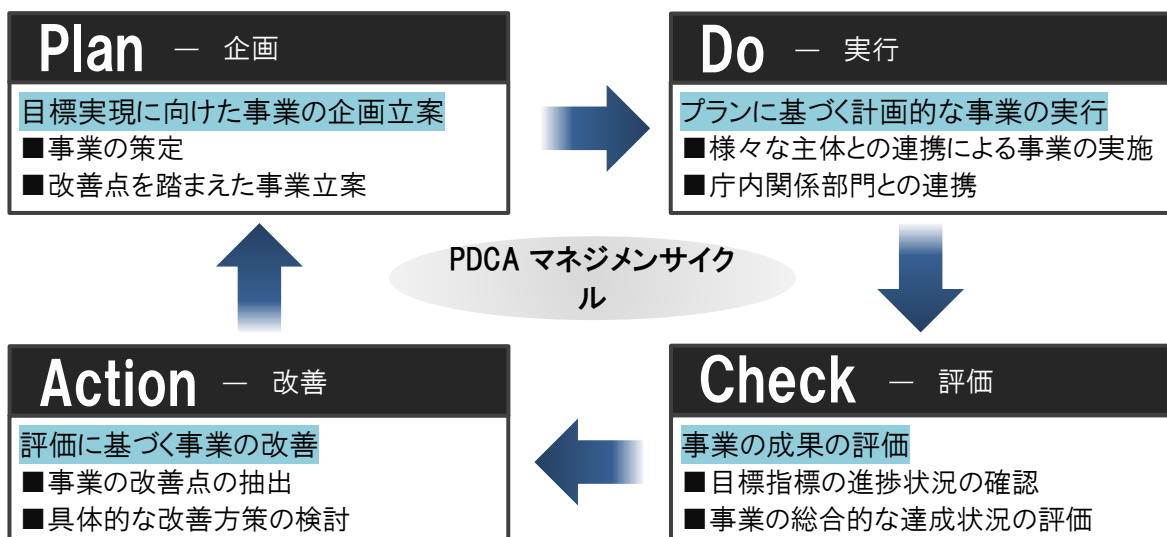 Plan － 企画
目標実現に向けた事業の企画立案
■事業の策定
■改善点を踏まえた事業立案
Do － 実行
プランに基づく計画的な事業の実行
■様々な主体との連携による事業の実施
■庁内関係部門との連携
PDCA マネジメンサイク
ル
Action － 改善
評価に基づく事業の改善
■事業の改善点の抽出
■具体的な改善方策の検討
Check － 評価
事業の成果の評価
■目標指標の進捗状況の確認
■事業の総合的な達成状況の評価